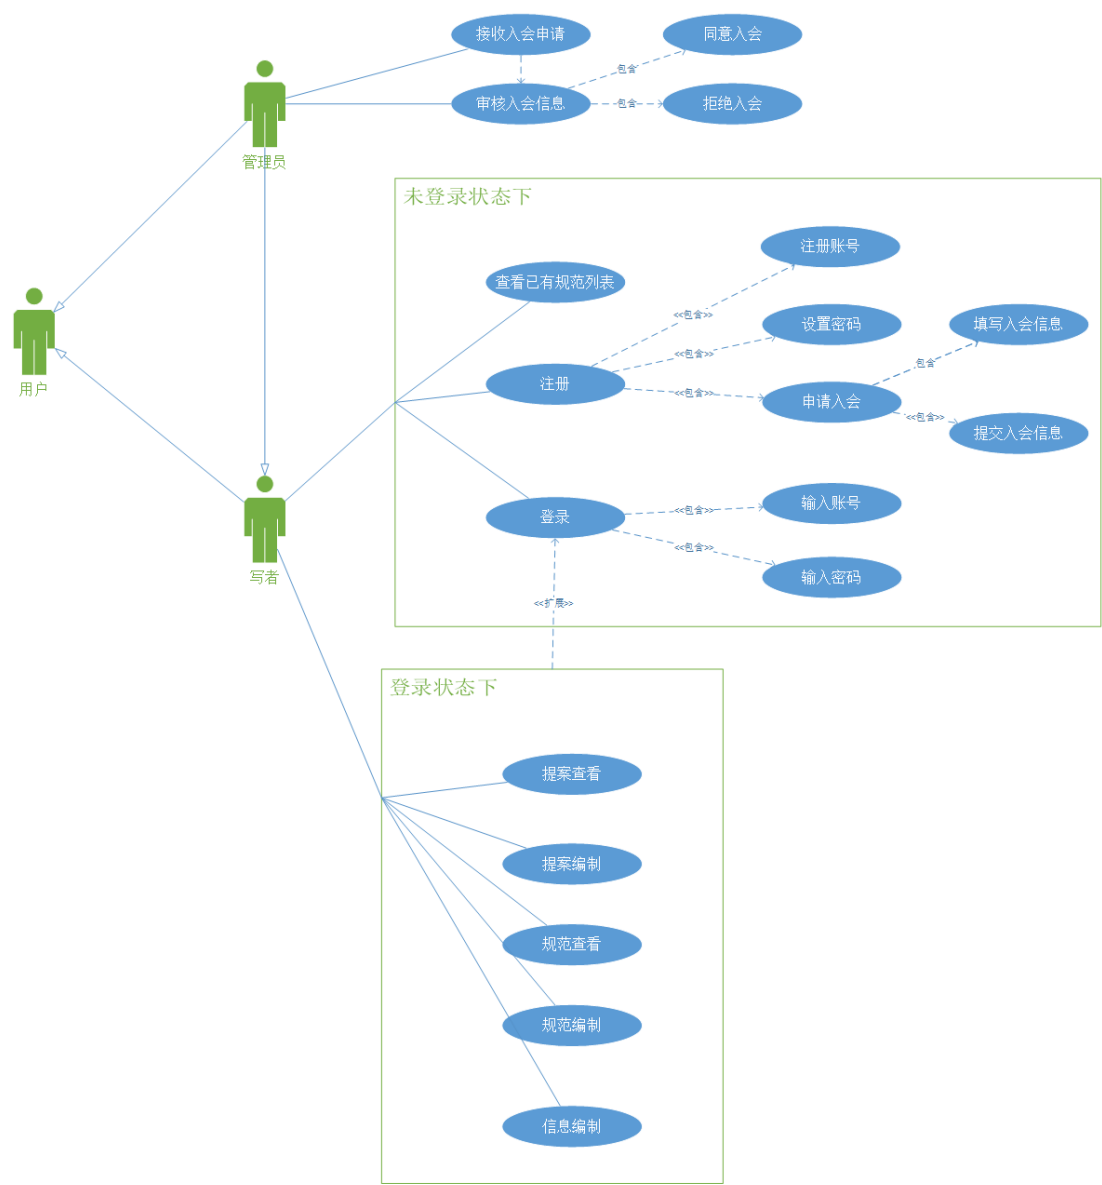 接收入会申请
同意入会
包含
审核入会信息
包含
拒绝入会
管理员
未登录状态下
注册账号
查看已有规范列表
<<包含>>
设置密码
填写入会信息
<<包含>>
包含
用户
注册
<<包含>>
申请入会
<<包含>>
提交入会信息
输入账号
登录
<<包含>>
<<包含>>
输入密码
写者
<<扩展>>
登录状态下
提案查看
提案编制
规范查看
规范编制
信息编制